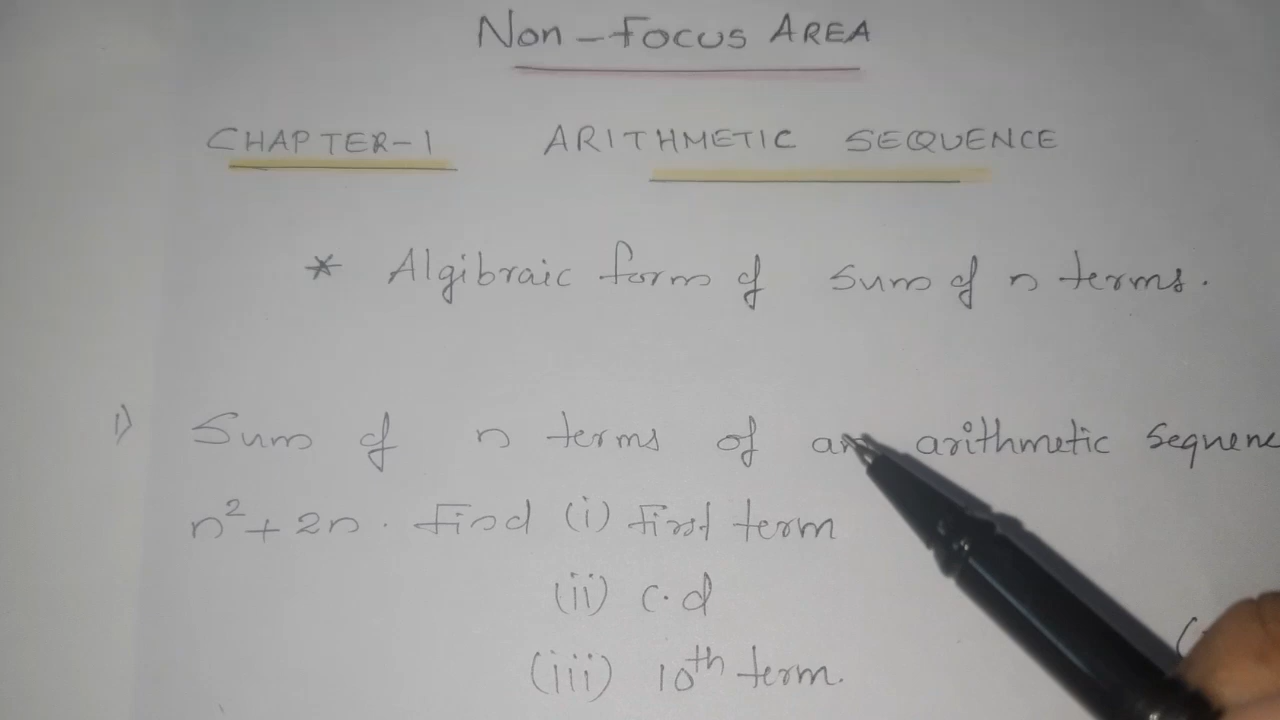 Non-Focus AREA
CHAPTER-1 ARITHMETIC SEQUENCE
* Algibraic form of sum of n terms.
1) Sum of n terms of an arithmetic Sequenc
n²+2n. Find (i) First term
(ii) c.d
(iii) 10th term.